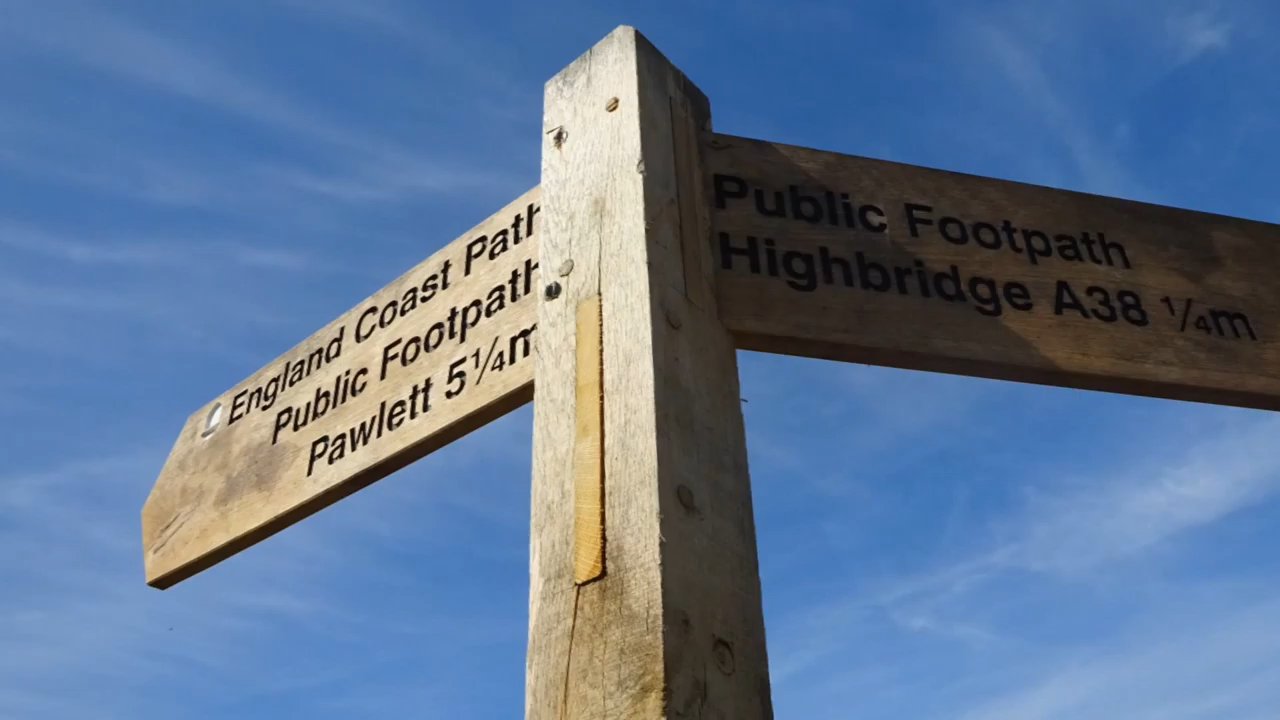 England Coast Path
Public Footpath
Pawlett 5¼m
Public Footpath
Highbridge A38 ¼m